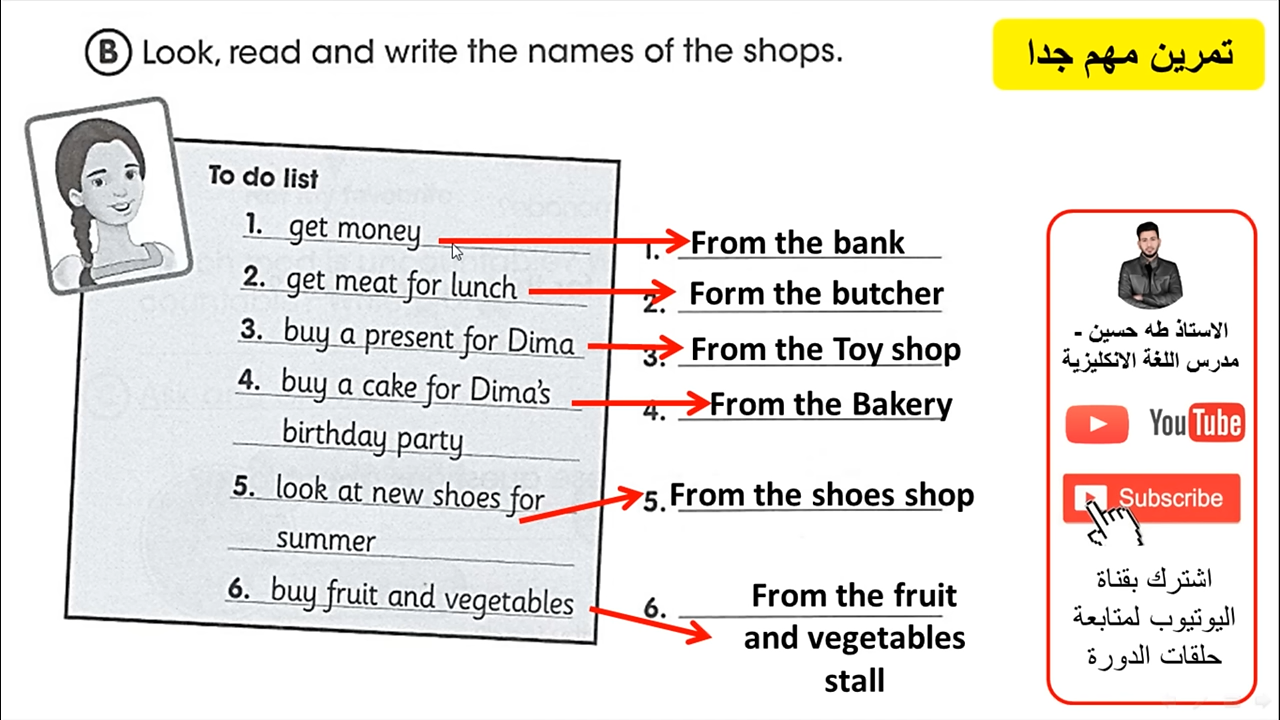 B Look, read and write the names of the shops.
تمرين مهم جدا
To do list
1. get money
2. get meat for lunch
3. buy a present for Dima
4. buy a cake for Dima's
birthday party
5. look at new shoes for
summer
6. buy fruit and vegetables
1. From the bank
2. Form the butcher
3. From the Toy shop
4. From the Bakery
5. From the shoes shop
6. From the fruit
and vegetables
stall
الاستاذ طه حسين -
مدرس اللغة الانكليزية
YouTube
Subscribe
اشترك بقناة
اليوتيوب لمتابعة
حلقات الدورة